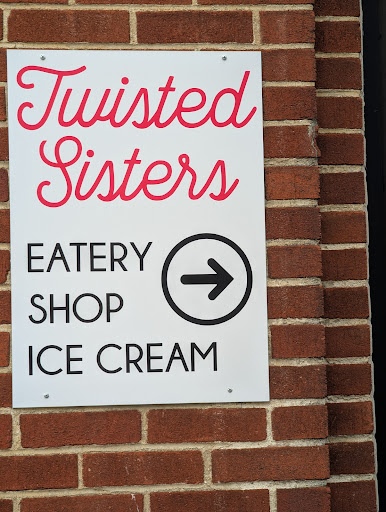 Twisted
Sisters
EATERY
SHOP
ICE CREAM